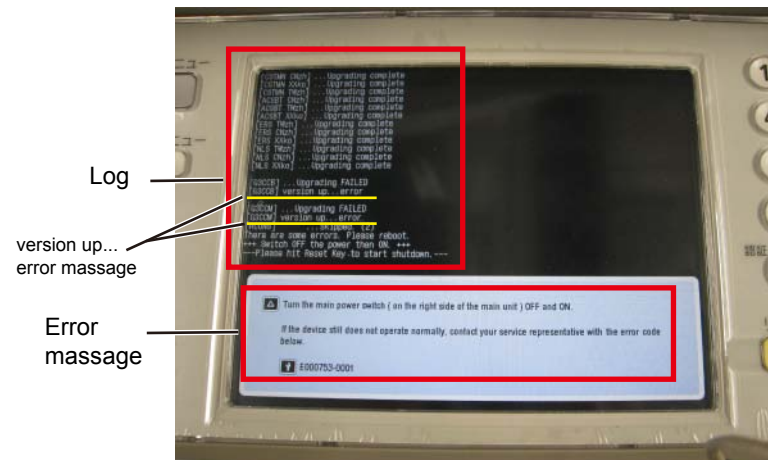 [CSTMN CNzh] ...Upgrading complete
[CSTMN XXko] ...Upgrading complete
[CSTMN TWzh] ...Upgrading complete
[ACSBT CNzh] ...Upgrading complete
[ACSBT TWzh] ...Upgrading complete
[ACSBT XXko] ...Upgrading complete
[ERS TWzh] ...Upgrading complete
[ERS CNzh] ...Upgrading complete
[ERS XXko] ...Upgrading complete
[NLS TWzh] ...Upgrading complete
[NLS CNzh] ...Upgrading complete
[NLS XXko] ...Upgrading complete
[G3CCB] ...Upgrading FAILED
[G3CCB] version up...error
[G3CCM] ...Upgrading FAILED
[G3CCM] version up...error
...skipped. (2)
There are some errors. Please reboot.
+++ Switch OFF the power then ON. +++
---Please hit Reset Key to start shutdown.---
Log
version up...
error massage
Error
massage
Turn the main power switch ( on the right side of the main unit ) OFF and ON.
If the device still does not operate normally, contact your service representative with the error code
below.
E000753-0001